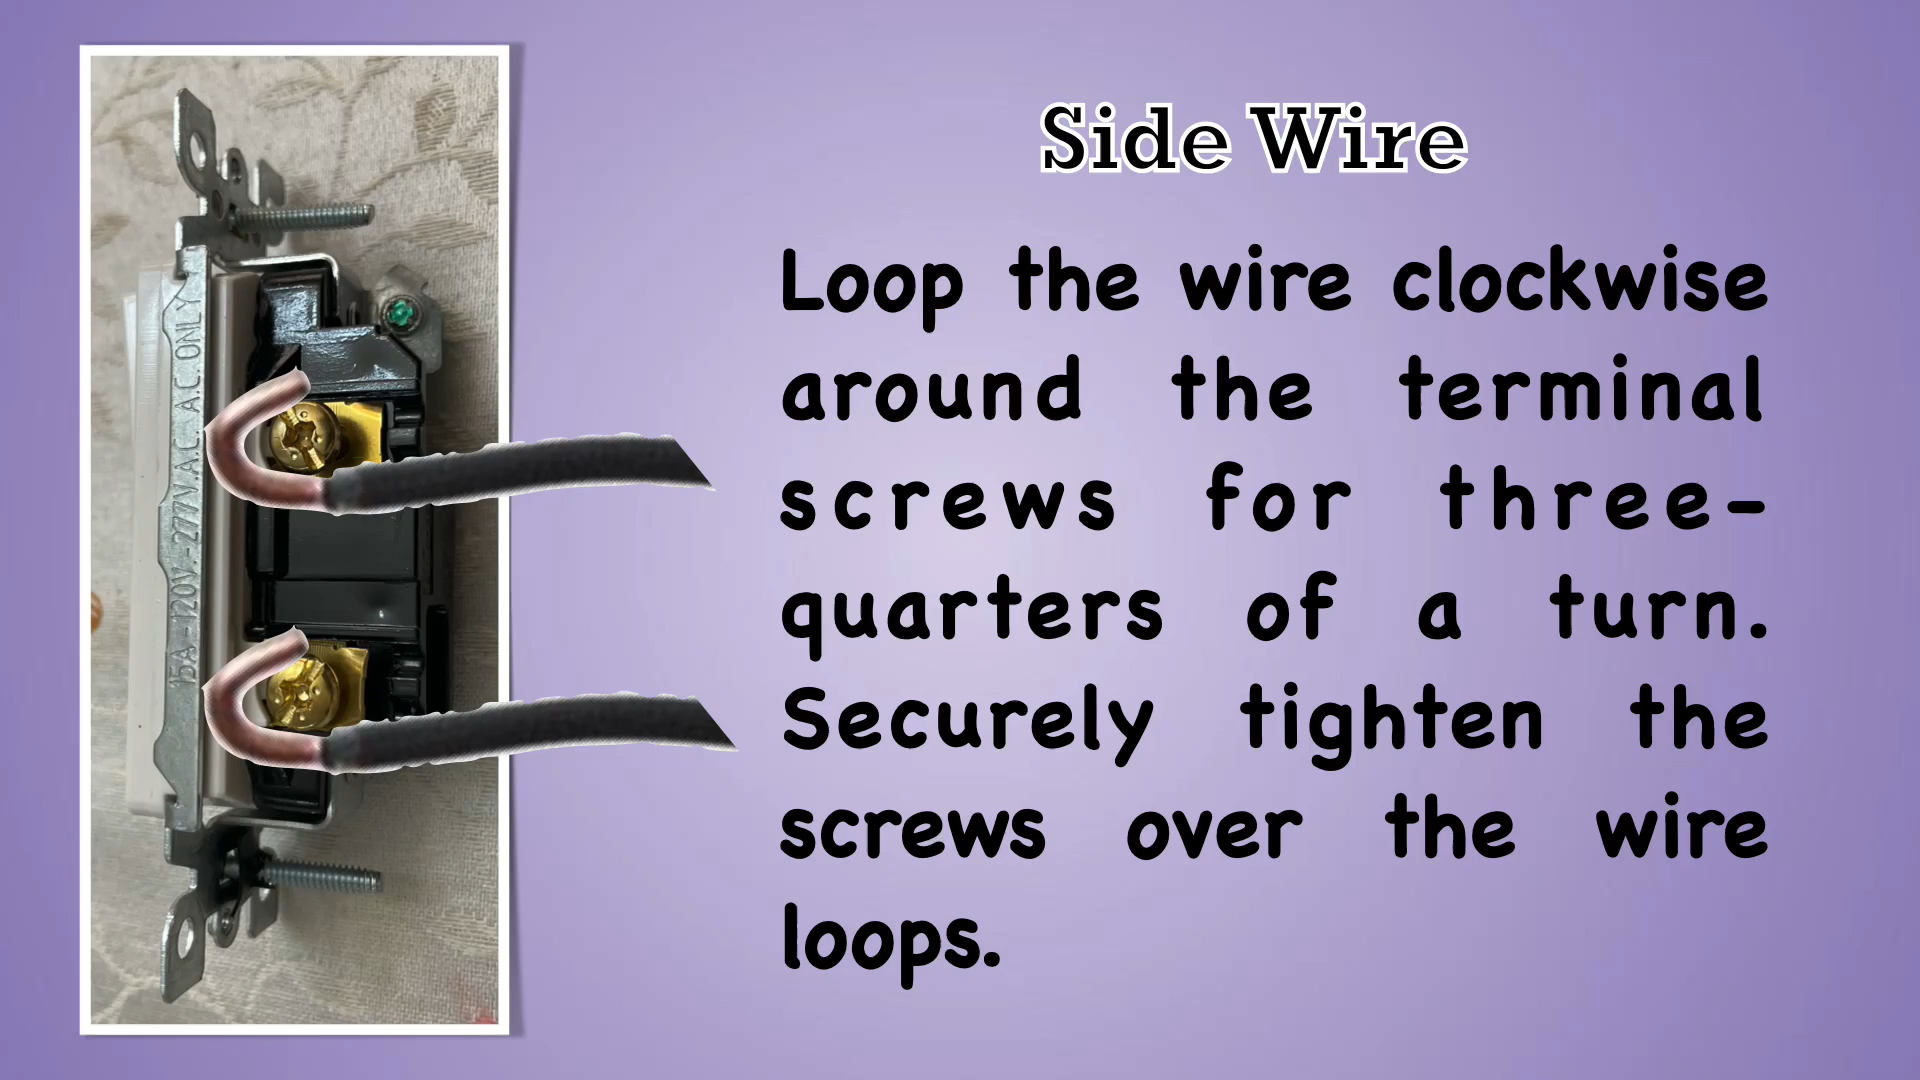 Side Wire
Loop the wire clockwise
around the terminal
screws for three-
quarters of a turn.
Securely tighten the
screws over the wire
loops.
15A-120V.-277V.A.C. A.C.ONLY